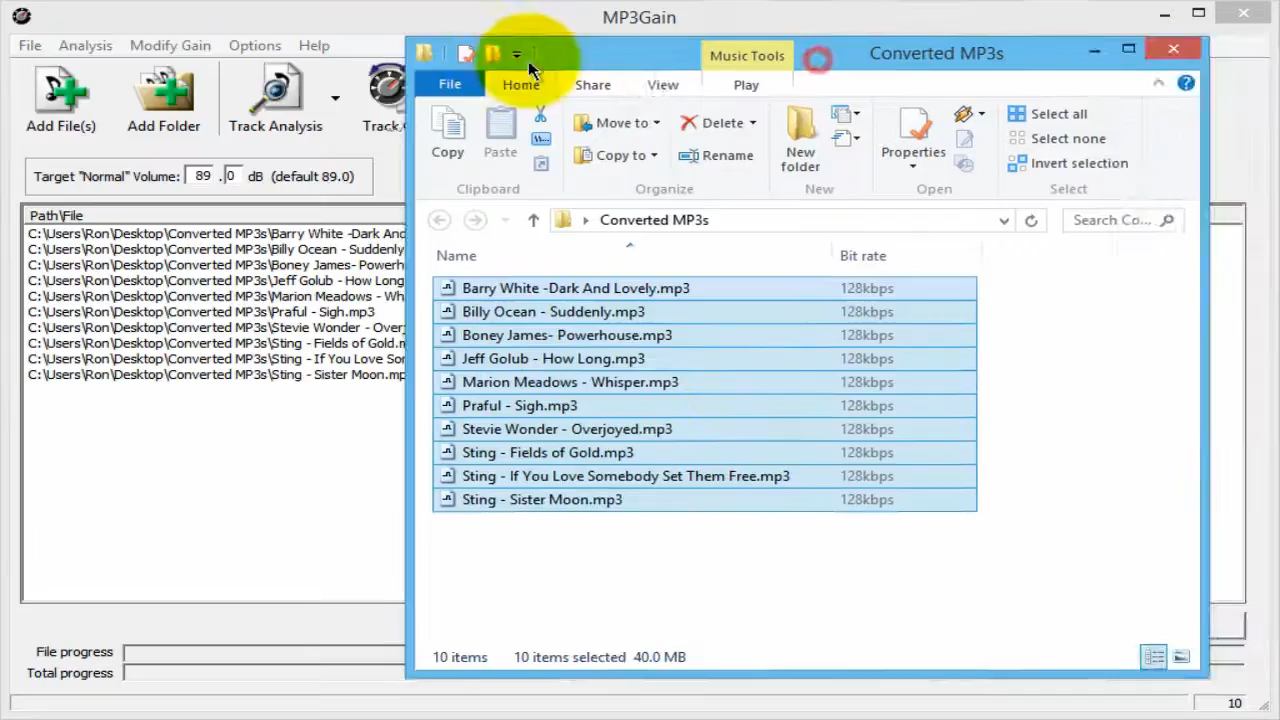 MP3Gain
File Analysis Modify Gain Options Help
Add File(s) Add Folder Track Analysis Track
Target "Normal" Volume: 89 .0 dB (default 89.0)
Path\File
C:\Users\Ron\Desktop\Converted MP3s\Barry White -Dark And
C:\Users\Ron\Desktop\Converted MP3s\Billy Ocean - Suddenly
C:\Users\Ron\Desktop\Converted MP3s\Boney James- Powerh
C:\Users\Ron\Desktop\Converted MP3s\Jeff Golub - How Long
C:\Users\Ron\Desktop\Converted MP3s\Marion Meadows - Wh
C:\Users\Ron\Desktop\Converted MP3s\Praful - Sigh.mp3
C:\Users\Ron\Desktop\Converted MP3s\Stevie Wonder - Overj
C:\Users\Ron\Desktop\Converted MP3s\Sting - Fields of Gold.m
C:\Users\Ron\Desktop\Converted MP3s\Sting - If You Love Som
C:\Users\Ron\Desktop\Converted MP3s\Sting - Sister Moon.mp
File progress
Total progress
10
Music Tools Converted MP3s
File Home Share View Play
Copy Paste Move to Copy to Delete Rename New folder Properties Select all Select none Invert selection
Clipboard Organize New Open Select
Converted MP3s Search Co...
Name Bit rate
Barry White -Dark And Lovely.mp3 128kbps
Billy Ocean - Suddenly.mp3 128kbps
Boney James- Powerhouse.mp3 128kbps
Jeff Golub - How Long.mp3 128kbps
Marion Meadows - Whisper.mp3 128kbps
Praful - Sigh.mp3 128kbps
Stevie Wonder - Overjoyed.mp3 128kbps
Sting - Fields of Gold.mp3 128kbps
Sting - If You Love Somebody Set Them Free.mp3 128kbps
Sting - Sister Moon.mp3 128kbps
10 items 10 items selected 40.0 MB